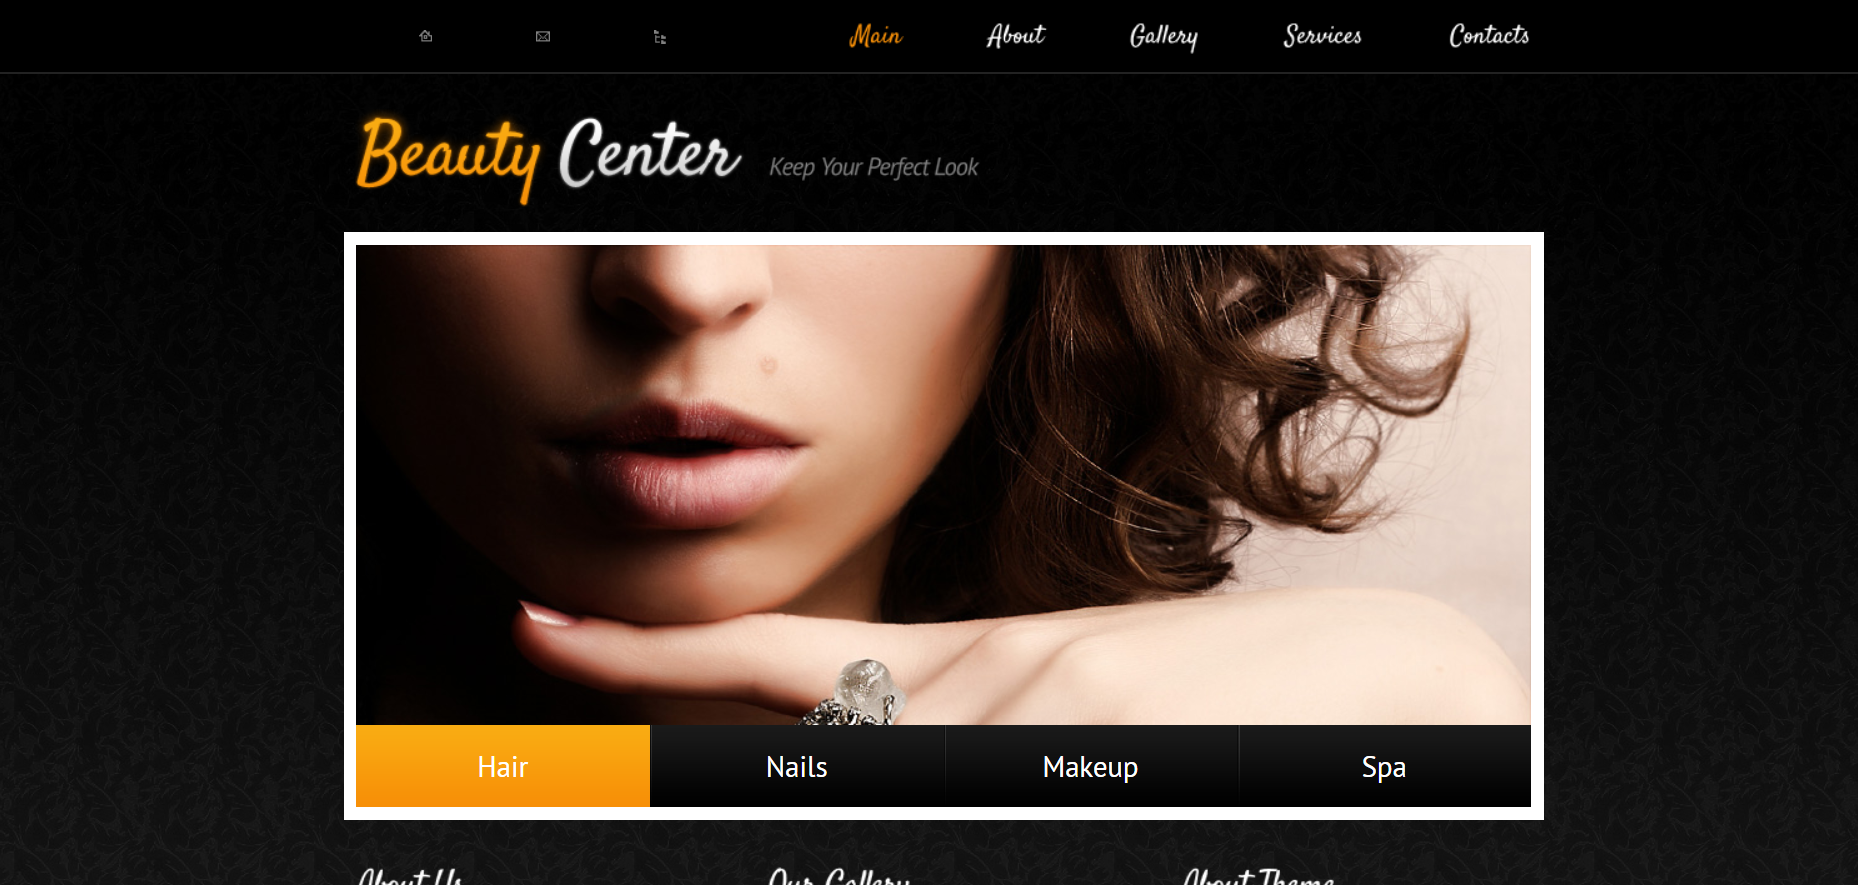 Main About Gallery Services Contacts
Beauty Center Keep Your Perfect Look
Hair Nails Makeup Spa
About Us Our Gallery About Theme